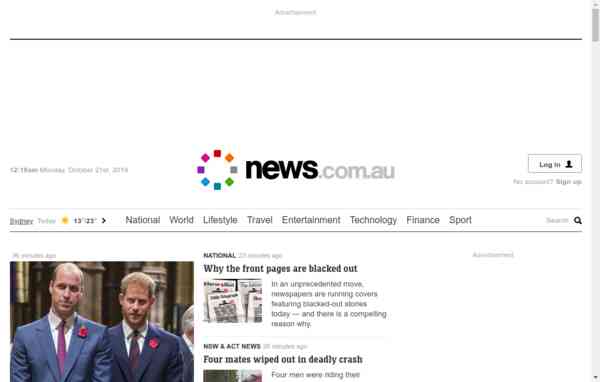 Advertisement
12:15am Monday, October 21st, 2019
news.com.au
Log in
No account? Sign up
Sydney Today 13°/23° National World Lifestyle Travel Entertainment Technology Finance Sport Search
minutes ago
NATIONAL 23 minutes ago
Advertisement
Why the front pages are blacked out
In an unprecedented move,
newspapers are running covers
featuring blacked-out stories
today — and there is a compelling
reason why.
NSW & ACT NEWS minutes ago
Four mates wiped out in deadly crash
Four men were riding their